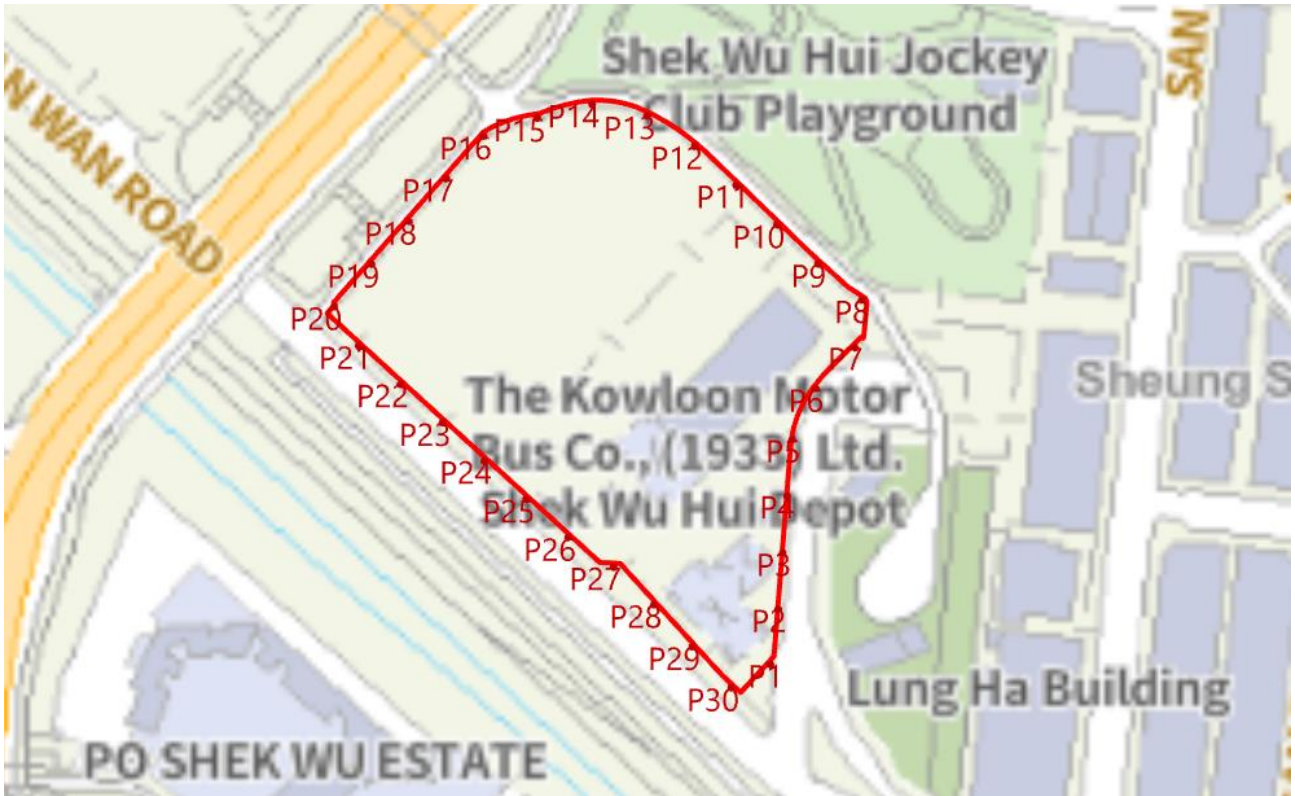 Shek Wu Hui Jockey
Club Playground
SAN
N WAN ROAD
P14
P15
P13
P16
P12
P17
P11
P18
P10
P19
P9
P20
P8
P21
P7
P22
P6
Sheung S
The Kowloon Motor
Bus Co., (1933) Ltd.
Shek Wu Hui Depot
P23
P5
P24
P4
P25
P26
P3
P27
P28
P2
P29
P1
P30
Lung Ha Building
PO SHEK WU ESTATE